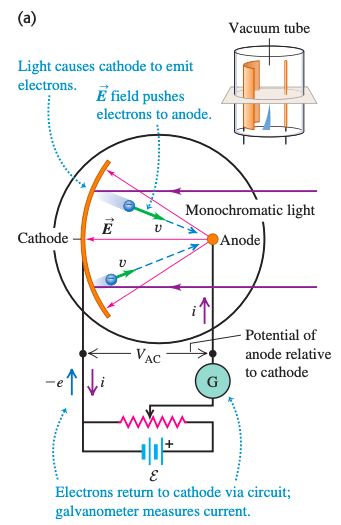 (a)
Vacuum tube
Light causes cathode to emit
electrons.
E field pushes
electrons to anode.
Monochromatic light
E
v
Cathode
Anode
v
i
V_AC
Potential of
anode relative
to cathode
−e
i
G
+
ℰ
Electrons return to cathode via circuit;
galvanometer measures current.